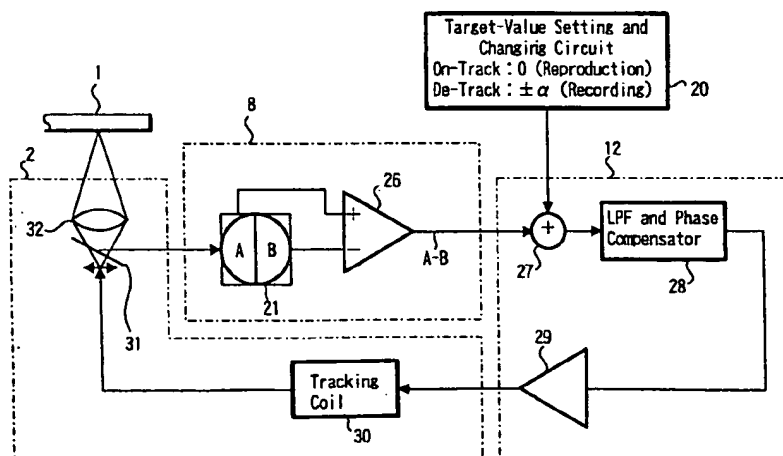 Target-Value Setting and
Changing Circuit
On-Track : 0 (Reproduction)
De-Track : ± α (Recording)
20
1
8
2
12
26
32
A
B
+
−
A-B
+
27
LPF and Phase
Compensator
28
21
31
29
Tracking
Coil
30